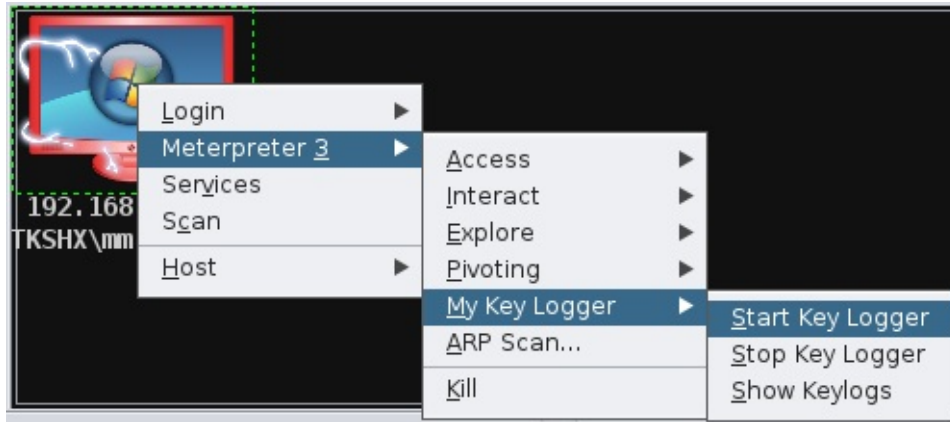 Login
Meterpreter 3
Services
Scan
Host
192.168
TKSHX\mm
Access
Interact
Explore
Pivoting
My Key Logger
ARP Scan...
Kill
Start Key Logger
Stop Key Logger
Show Keylogs